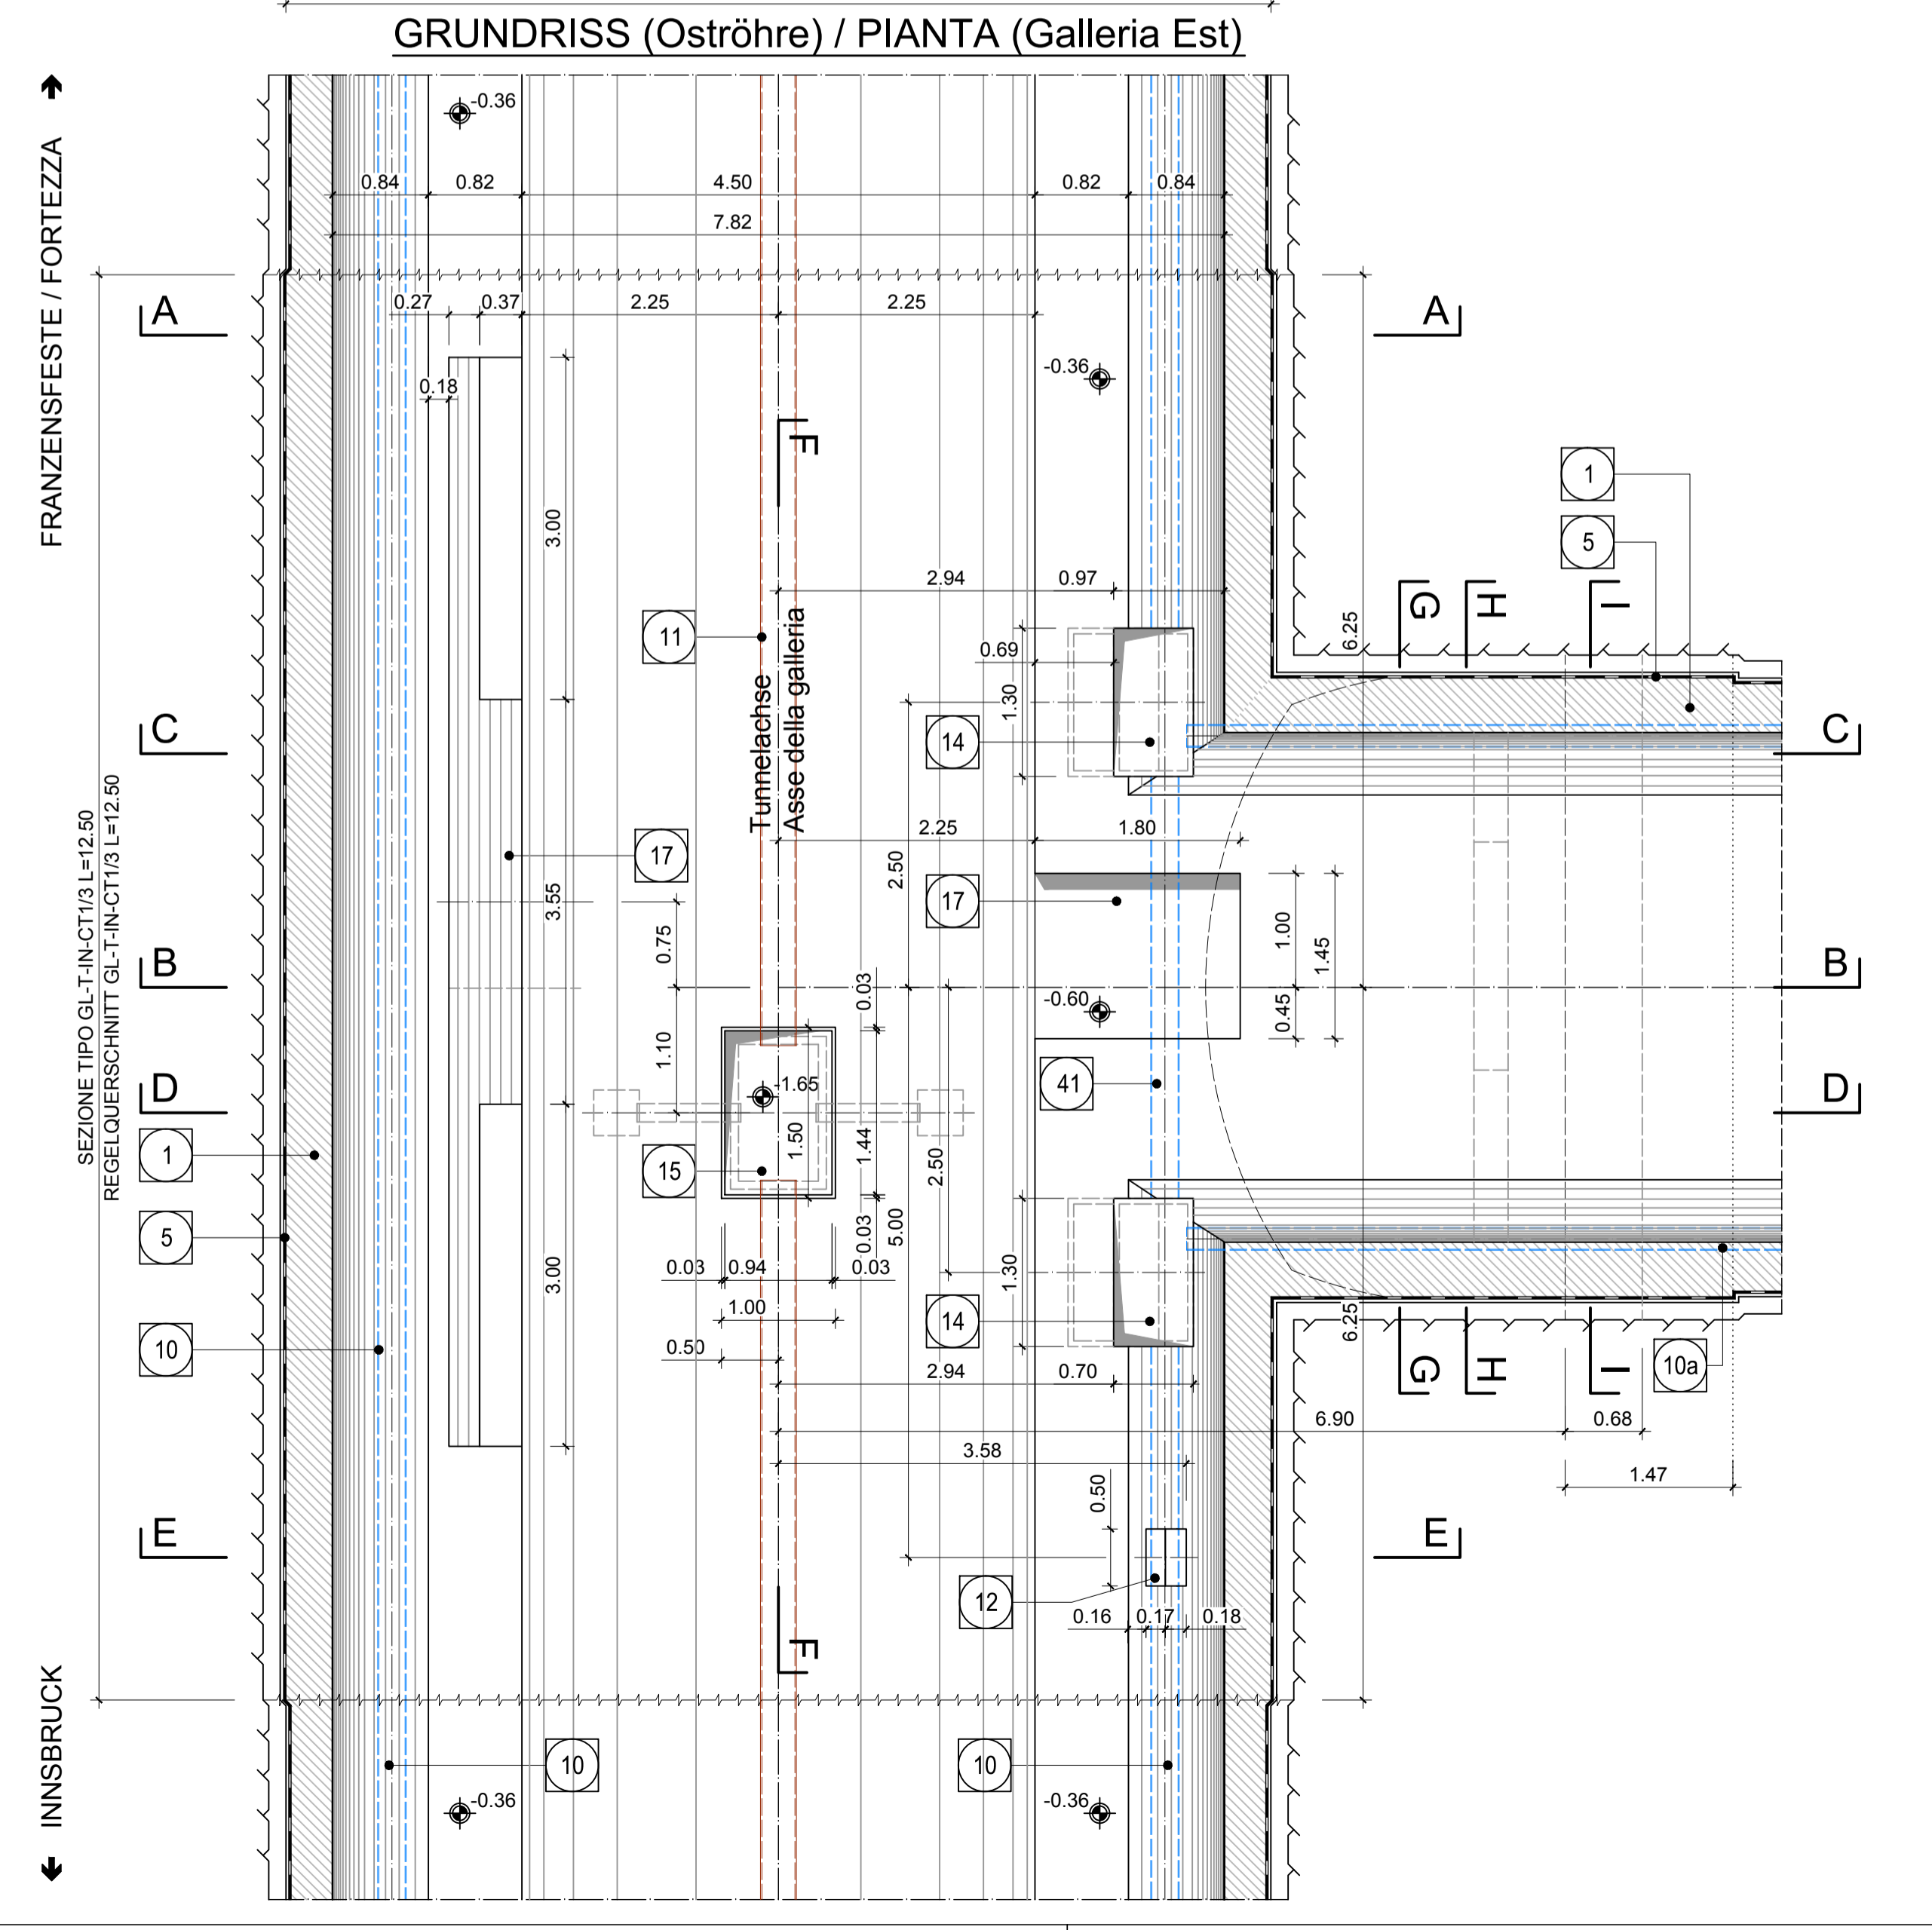 GRUNDRISS (Oströhre) / PIANTA (Galleria Est)
FRANZENSFESTE / FORTEZZA
-0.36
0.84
0.82
4.50
0.82
0.84
7.82
0.27
0.37
2.25
2.25
A
A
0.18
-0.36
F
3.00
1
5
2.94
0.97
G
H
I
6.25
11
0.69
1.30
Tunnelachse
Asse della galleria
14
C
C
2.25
1.80
17
2.50
17
3.55
0.75
1.00
1.45
0.45
SEZIONE TIPO GL-T-IN-CT1/3 L=12.50
REGELQUERSCHNITT GL-T-IN-CT1/3 L=12.50
B
B
0.03
-0.60
1.10
D
D
-1.65
41
1.50
1.44
2.50
1
15
5
0.03
5.00
0.03
0.94
0.03
3.00
1.30
1.00
14
6.25
10
0.50
2.94
0.70
G
H
I
10a
6.90
0.68
3.58
1.47
0.50
E
E
12
0.16
0.17
0.18
F
INNSBRUCK
10
10
-0.36
-0.36